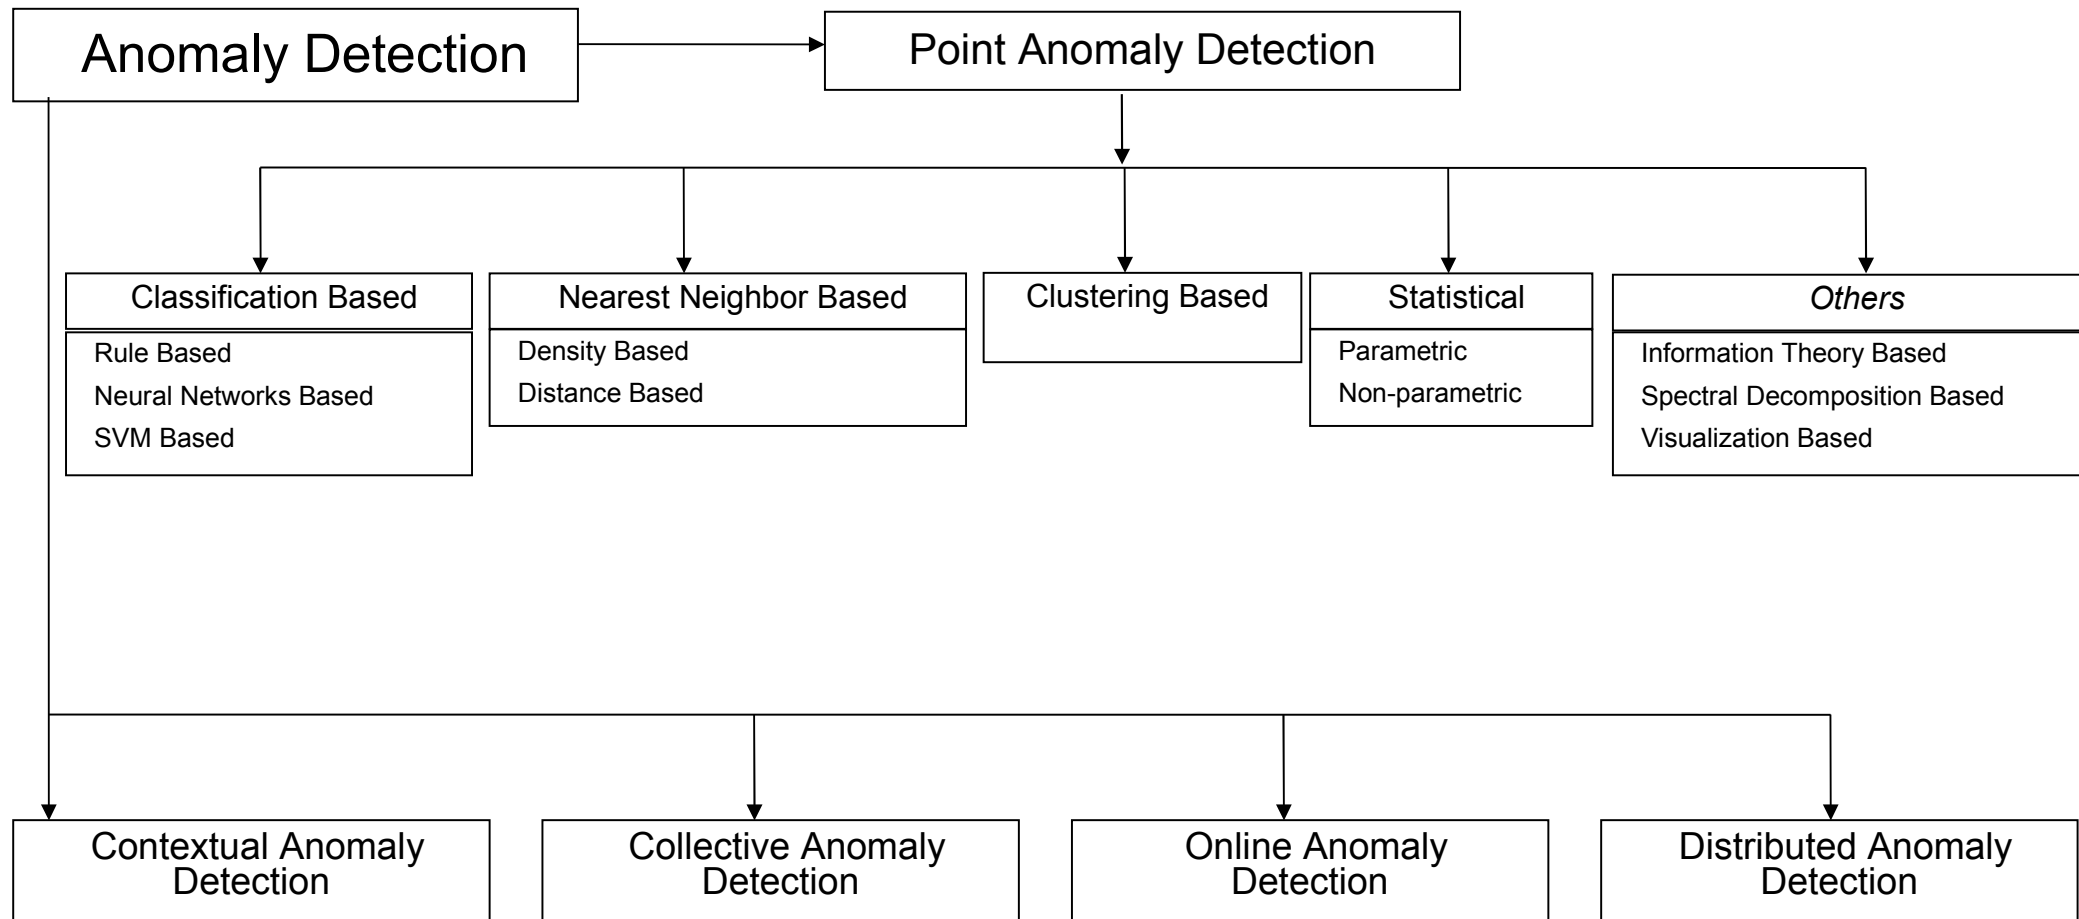 Anomaly Detection
Point Anomaly Detection
Classification Based
Rule Based
Neural Networks Based
SVM Based
Nearest Neighbor Based
Density Based
Distance Based
Clustering Based
Statistical
Parametric
Non-parametric
Others
Information Theory Based
Spectral Decomposition Based
Visualization Based
Contextual Anomaly
Detection
Collective Anomaly
Detection
Online Anomaly
Detection
Distributed Anomaly
Detection